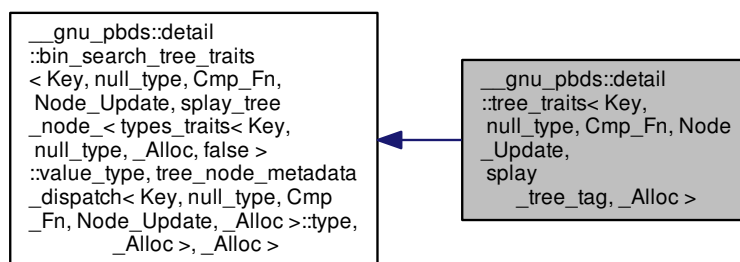 __gnu_pbds::detail
::bin_search_tree_traits
< Key, null_type, Cmp_Fn,
Node_Update, splay_tree
_node_< types_traits< Key,
null_type, _Alloc, false >
::value_type, tree_node_metadata
_dispatch< Key, null_type, Cmp
_Fn, Node_Update, _Alloc >::type,
_Alloc >, _Alloc >
__gnu_pbds::detail
::tree_traits< Key,
null_type, Cmp_Fn, Node
_Update,
splay
_tree_tag, _Alloc >